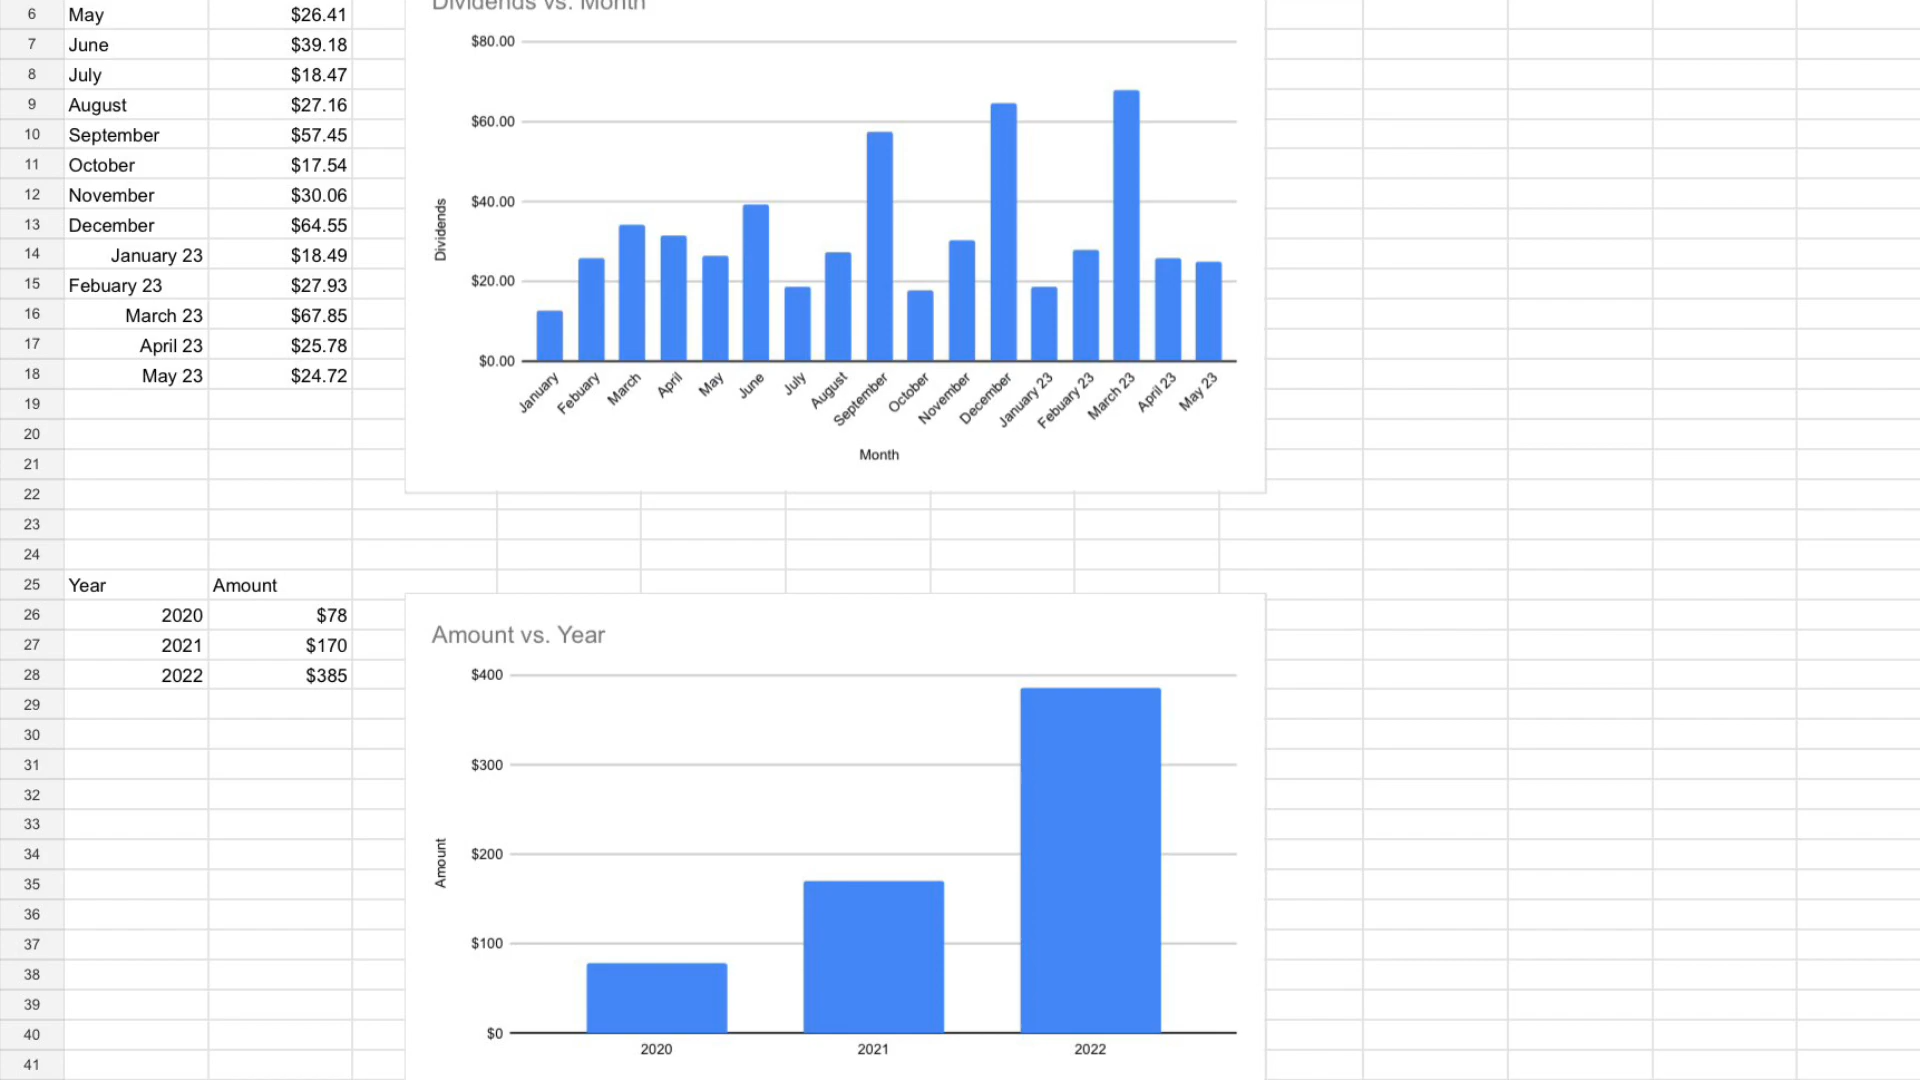 6 May $26.41
7 June $39.18
8 July $18.47
9 August $27.16
10 September $57.45
11 October $17.54
12 November $30.06
13 December $64.55
14 January 23 $18.49
15 Febuary 23 $27.93
16 March 23 $67.85
17 April 23 $25.78
18 May 23 $24.72
19
20
21
22
23
24
25 Year Amount
26 2020 $78
27 2021 $170
28 2022 $385
29
30
31
32
33
34
35
36
37
38
39
40
41
Dividends vs. Month
$80.00
$60.00
$40.00
$20.00
$0.00
Dividends
January Febuary March April May June July August September October November December January 23 Febuary 23 March 23 April 23 May 23
Month
Amount vs. Year
$400
$300
$200
$100
$0
Amount
2020 2021 2022